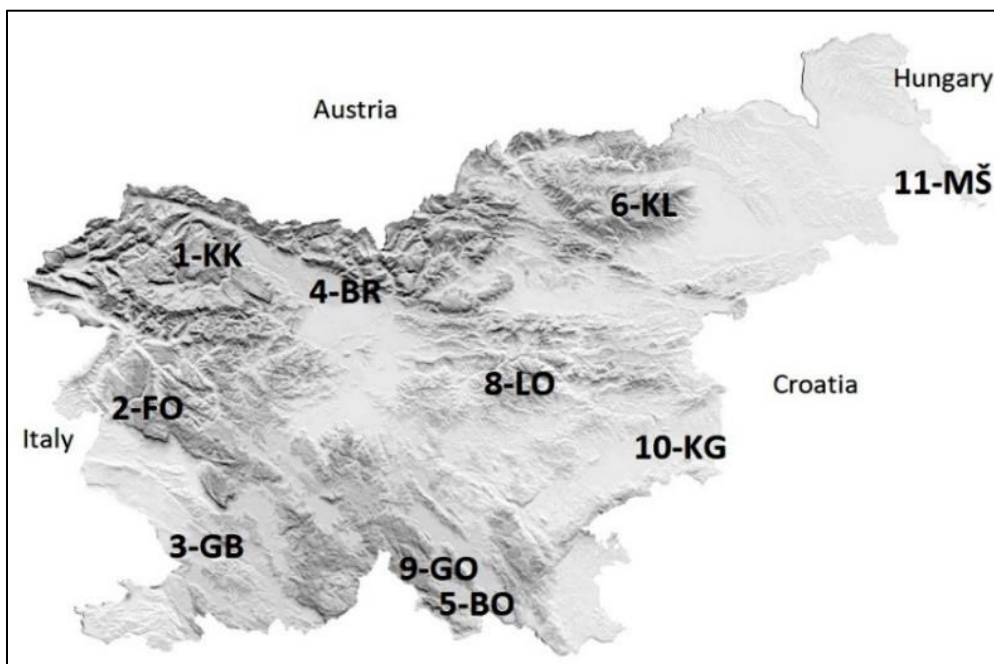 Hungary
Austria
11-MŠ
6-KL
1-KK
4-BR
8-LO
Croatia
2-FO
Italy
10-KG
3-GB
9-GO
5-BO